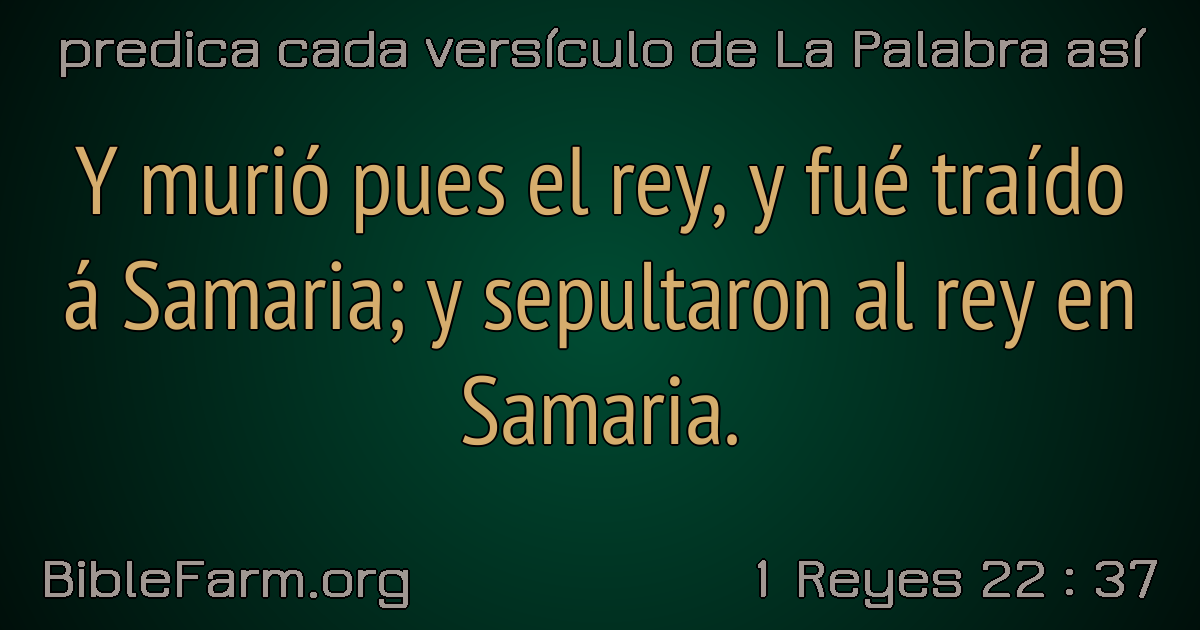 predica cada versículo de La Palabra así
Y murió pues el rey, y fué traído
á Samaria; y sepultaron al rey en
Samaria.
BibleFarm.org
1 Reyes 22 : 37